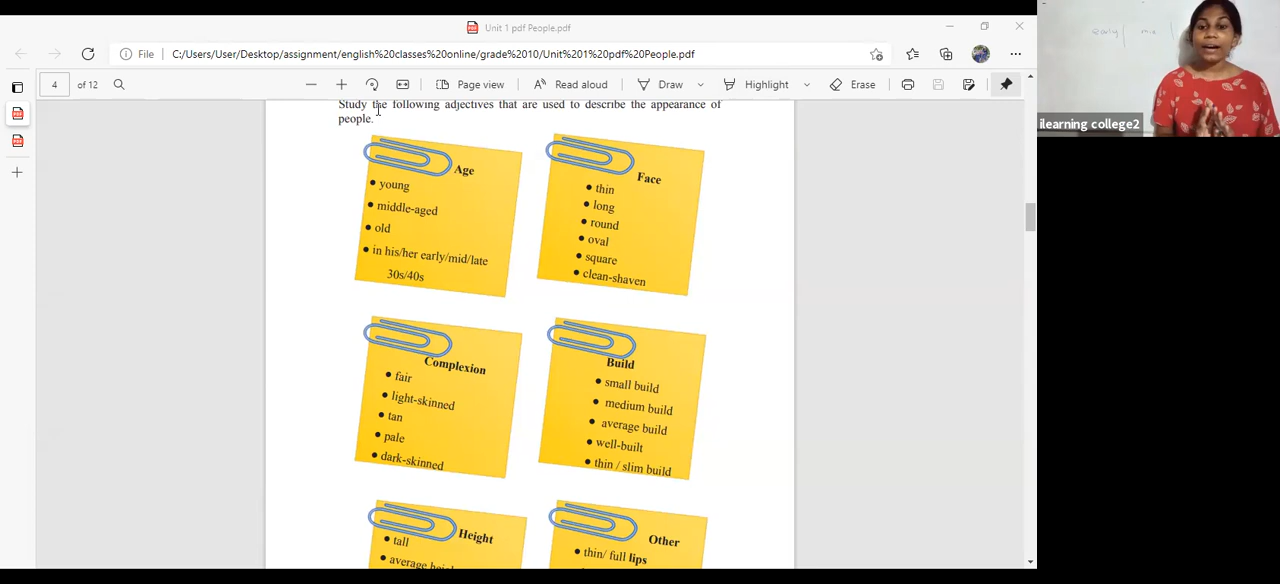 Unit 1 pdf People.pdf
File
C:/Users/User/Desktop/assignment/english%20classes%20online/grade%2010/Unit%201%20pdf%20People.pdf
4 of 12
Page view
Read aloud
Draw
Highlight
Erase
early/ mid
ilearning college2
Study the following adjectives that are used to describe the appearance of
people.
Age
• young
• middle-aged
• old
• in his/her early/mid/late
30s/40s
Face
• thin
• long
• round
• oval
• square
• clean-shaven
Complexion
• fair
• light-skinned
• tan
• pale
• dark-skinned
Build
• small build
• medium build
• average build
• well-built
• thin / slim build
Height
• tall
• average
Other
• thin/ full lips